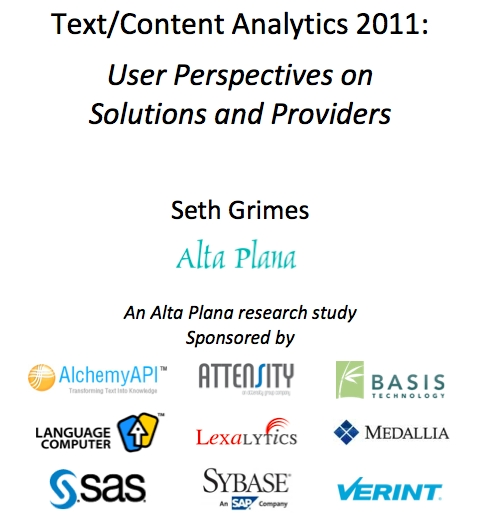 Text/Content Analytics 2011:
User Perspectives on
Solutions and Providers
Seth Grimes
Alta Plana
An Alta Plana research study
Sponsored by
AlchemyAPI™
Transforming Text Into Knowledge
ATTENSITY
an attensity group company
BASIS
TECHNOLOGY
LANGUAGE
COMPUTER
™
Lexalytics
MEDALLIA
sas
SYBASE®
An SAP Company
VERINT.